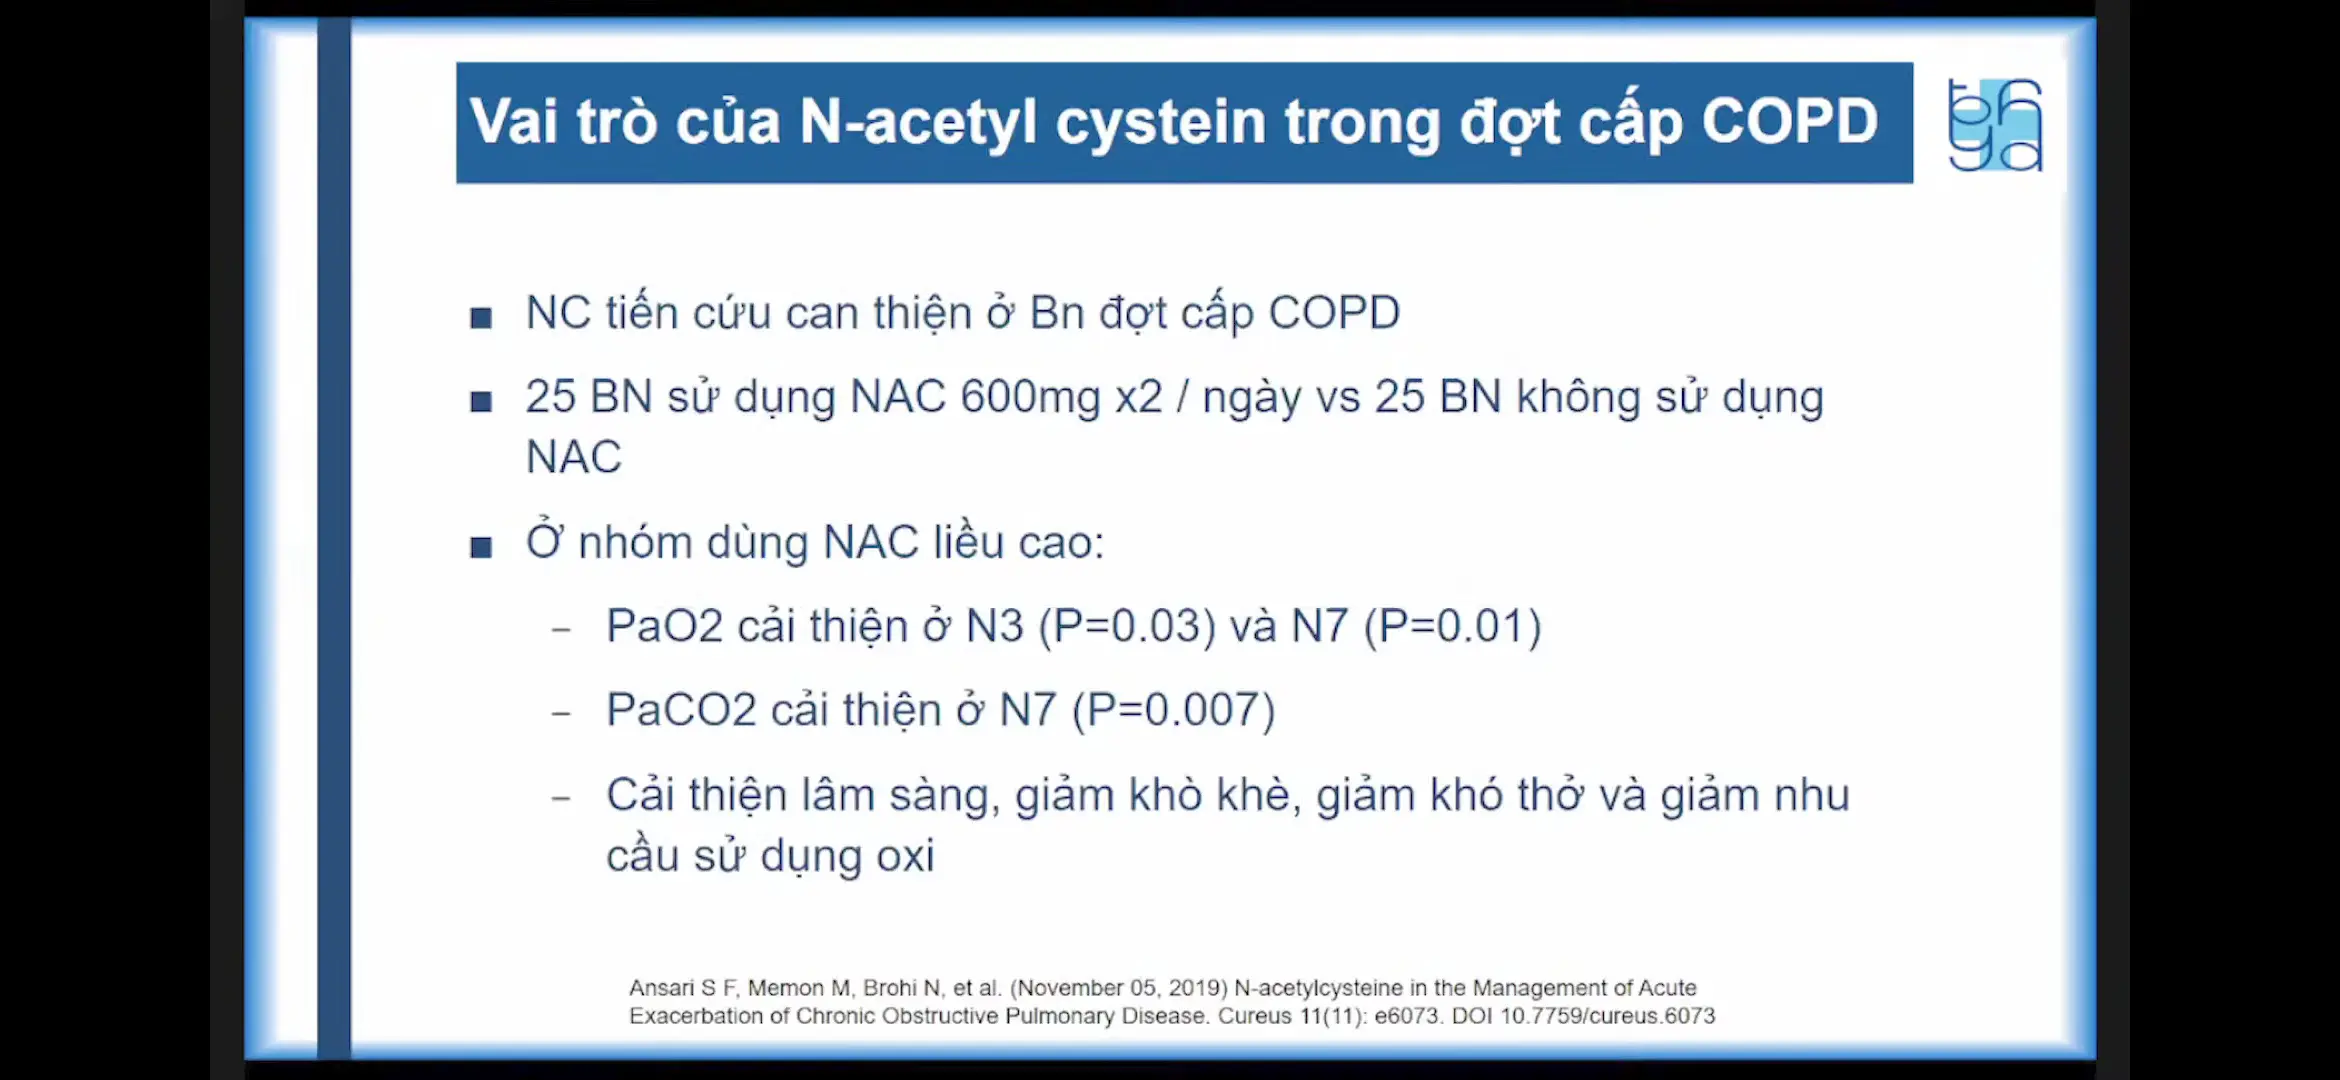 Vai trò của N-acetyl cystein trong đợt cấp COPD
NC tiến cứu can thiện ở Bn đợt cấp COPD
25 BN sử dụng NAC 600mg x2 / ngày vs 25 BN không sử dụng
NAC
Ở nhóm dùng NAC liều cao:
– PaO2 cải thiện ở N3 (P=0.03) và N7 (P=0.01)
– PaCO2 cải thiện ở N7 (P=0.007)
– Cải thiện lâm sàng, giảm khò khè, giảm khó thở và giảm nhu
cầu sử dụng oxi
Ansari S F, Memon M, Brohi N, et al. (November 05, 2019) N-acetylcysteine in the Management of Acute
Exacerbation of Chronic Obstructive Pulmonary Disease. Cureus 11(11): e6073. DOI 10.7759/cureus.6073